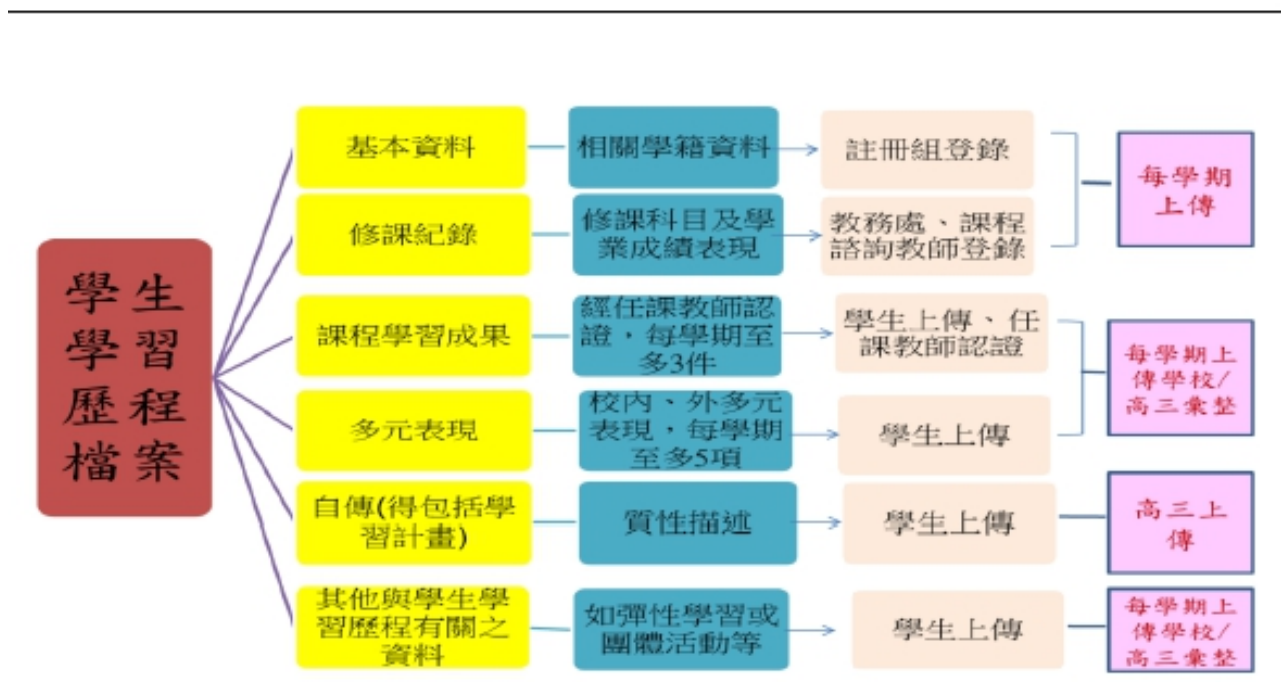 學生
學習
歷程
檔案
基本資料
相關學籍資料
註冊組登錄
每學期
上傳
修課紀錄
修課科目及學
業成績表現
教務處、課程
諮詢教師登錄
課程學習成果
經任課教師認
證，每學期至
多3件
學生上傳、任
課教師認證
每學期上
傳學校/
高三彙整
多元表現
校內、外多元
表現，每學期
至多5項
學生上傳
自傳(得包括學
習計畫)
質性描述
學生上傳
高三上
傳
其他與學生學
習歷程有關之
資料
如彈性學習或
團體活動等
學生上傳
每學期上
傳學校/
高三彙整